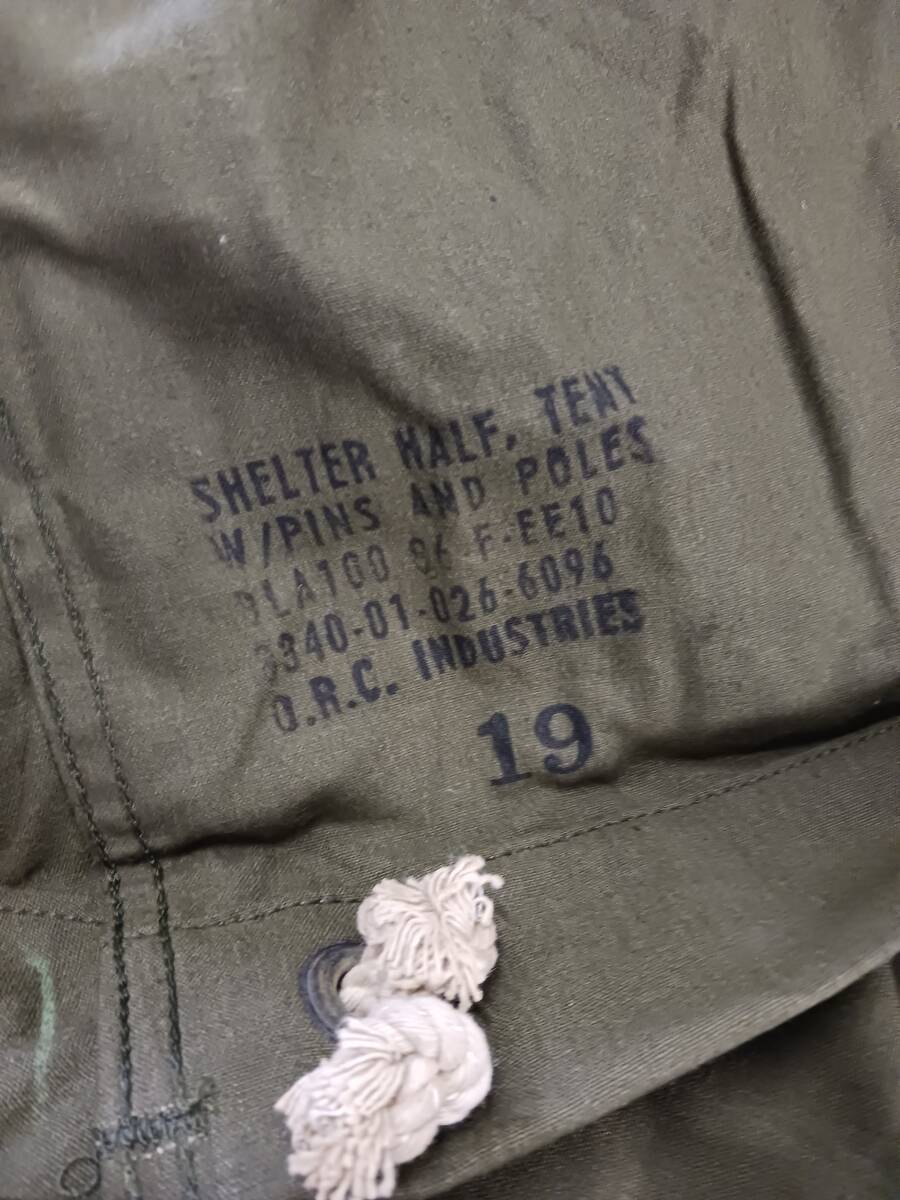 SHELTER HALF, TENT
W/PINS AND POLES
DLA100 86-F-EE10
8340-01-026-6096
O.R.C. INDUSTRIES
19